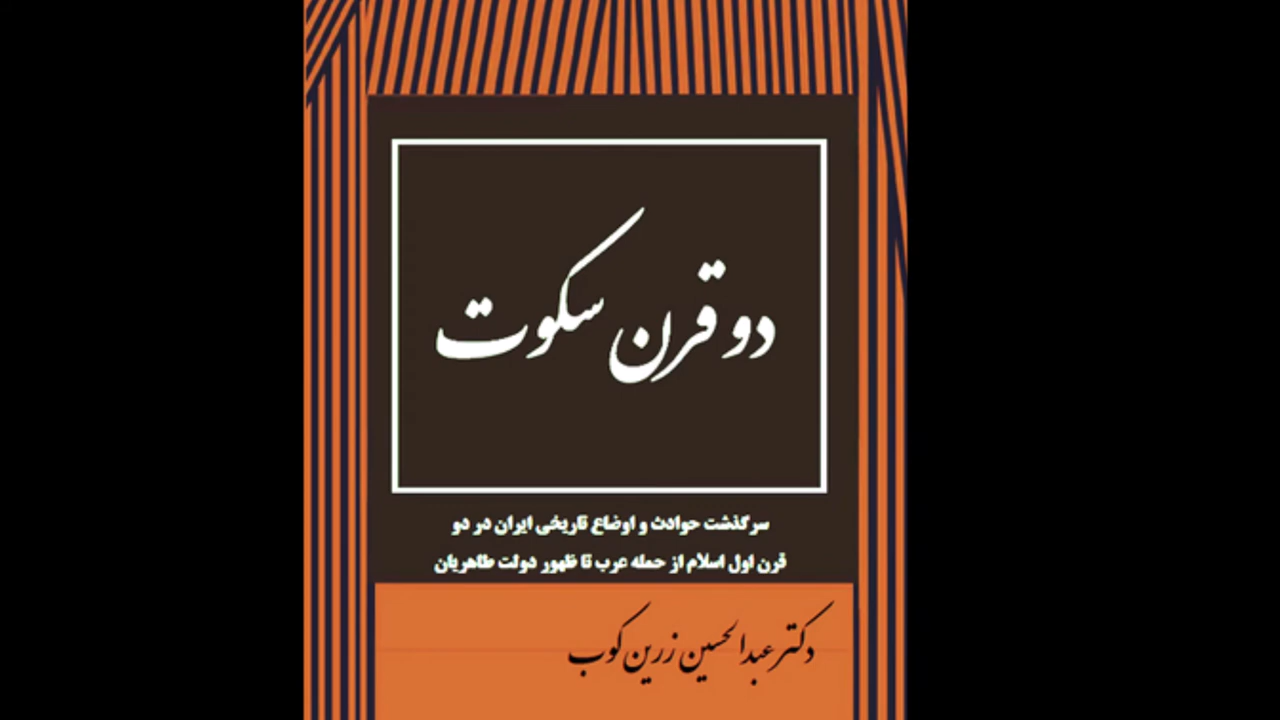 دو قرن سکوت
سرگذشت حوادث و اوضاع تاریخی ایران در دو
قرن اول اسلام از حمله عرب تا ظهور دولت طاهریان
دکتر عبدالحسین زرین کوب